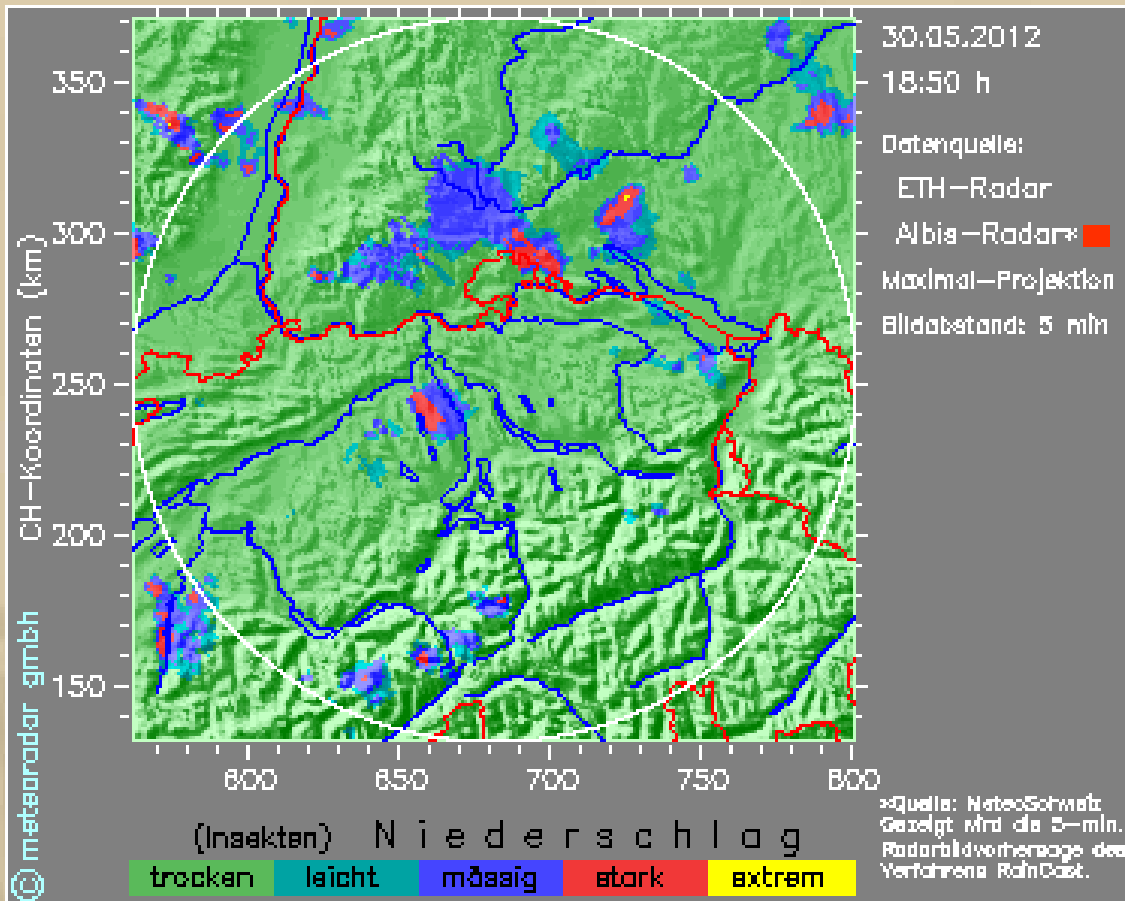 30.05.2012
18:50 h
Datenquelle:
ETH-Radar
Albis-Radar*
Maximal-Projektion
Bildabstand: 5 min
CH-Koordinaten (km)
350
300
250
200
150
600
650
700
750
800
© meteoradar gmbh
*Quelle: MeteoSchweiz
Gezeigt wird die 5-min.
Radarbildvorhersage des
Verfahrens RainCast.
(Insekten) Niederschlag
trocken leicht mässig stark extrem